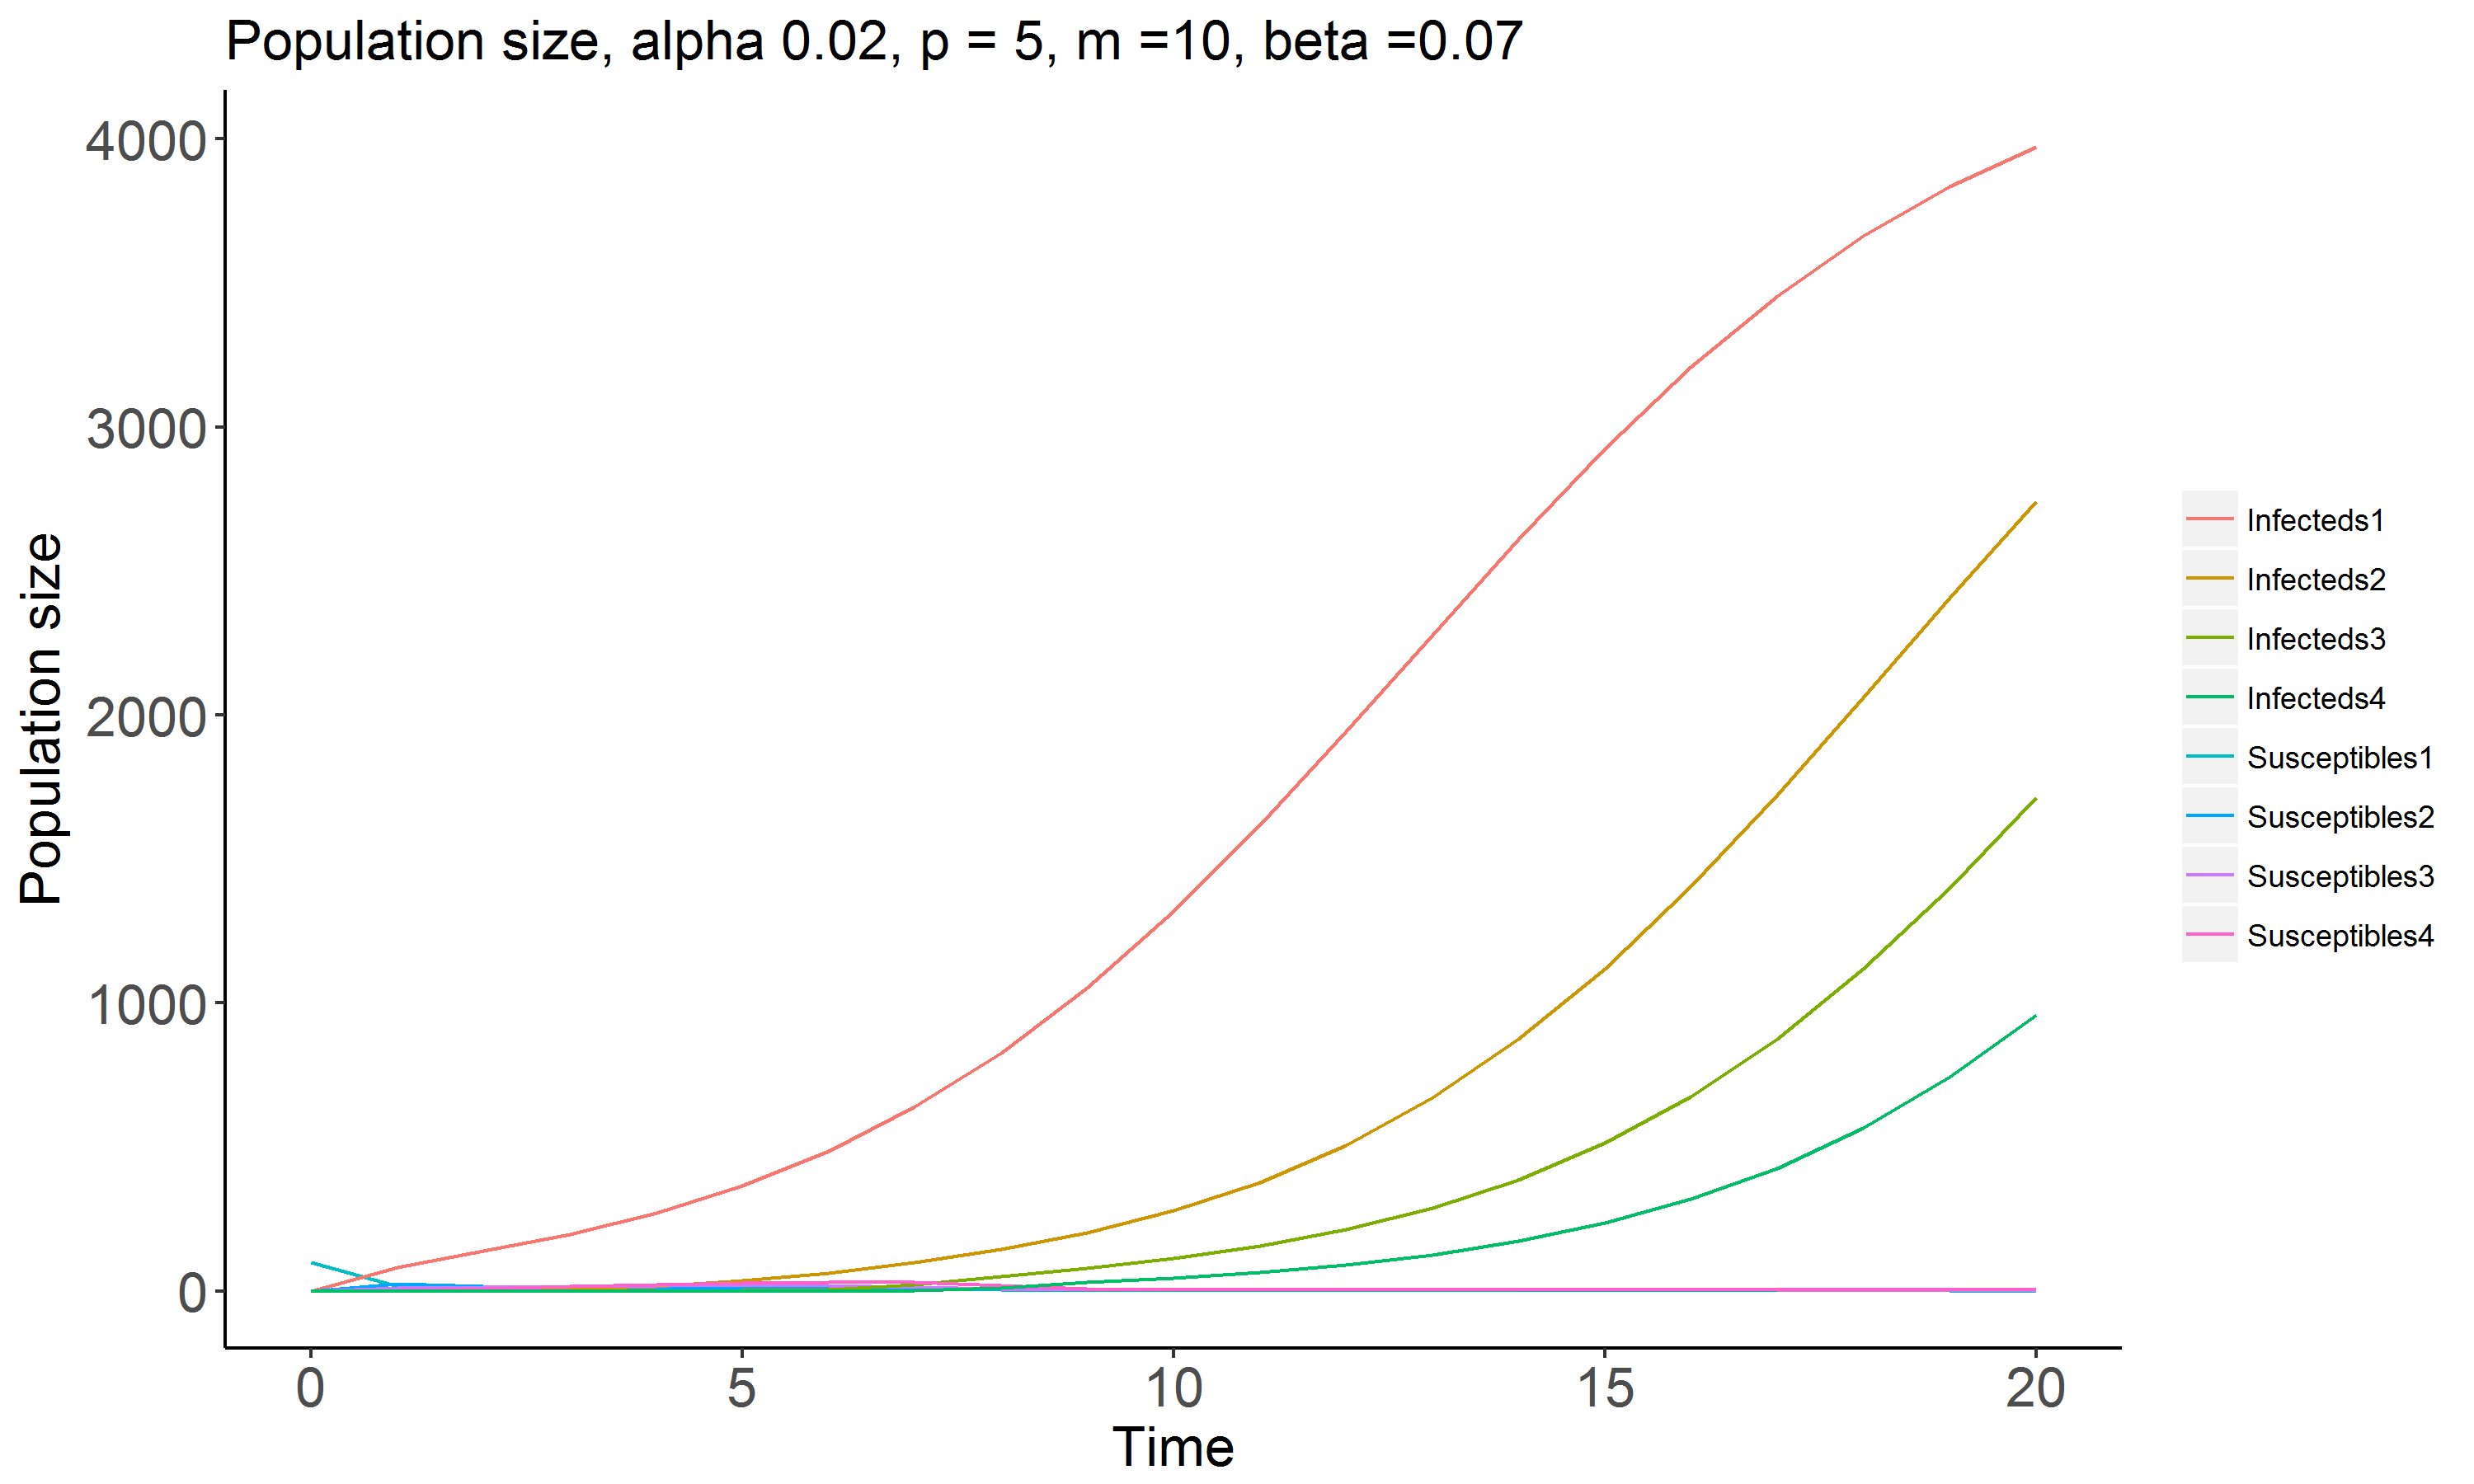 Population size, alpha 0.02, p = 5, m =10, beta =0.07
Population size
4000
3000
2000
1000
0
0
5
10
15
20
Time
Infecteds1
Infecteds2
Infecteds3
Infecteds4
Susceptibles1
Susceptibles2
Susceptibles3
Susceptibles4